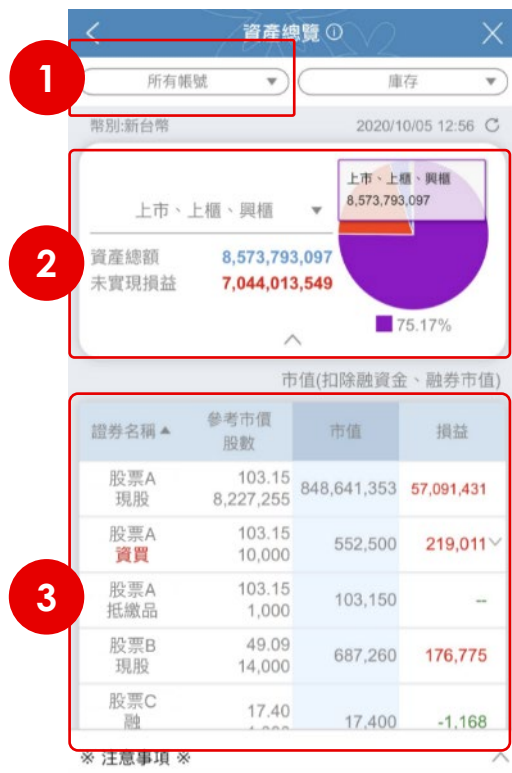 資產總覽 ⓘ
1
所有帳號 ▼
庫存 ▼
幣別:新台幣
2020/10/05 12:56
2
上市、上櫃、興櫃 ▼
上市、上櫃、興櫃
8,573,793,097
資產總額 8,573,793,097
未實現損益 7,044,013,549
75.17%
市值(扣除融資金、融券市值)
3
證券名稱▲ 參考市價 市值 損益
股數
股票A 103.15 848,641,353 57,091,431
現股 8,227,255
股票A 103.15 552,500 219,011
資買 10,000
股票A 103.15 103,150 --
抵繳品 1,000
股票B 49.09 687,260 176,775
現股 14,000
股票C 17.40 17,400 -1,168
融
※ 注意事項 ※